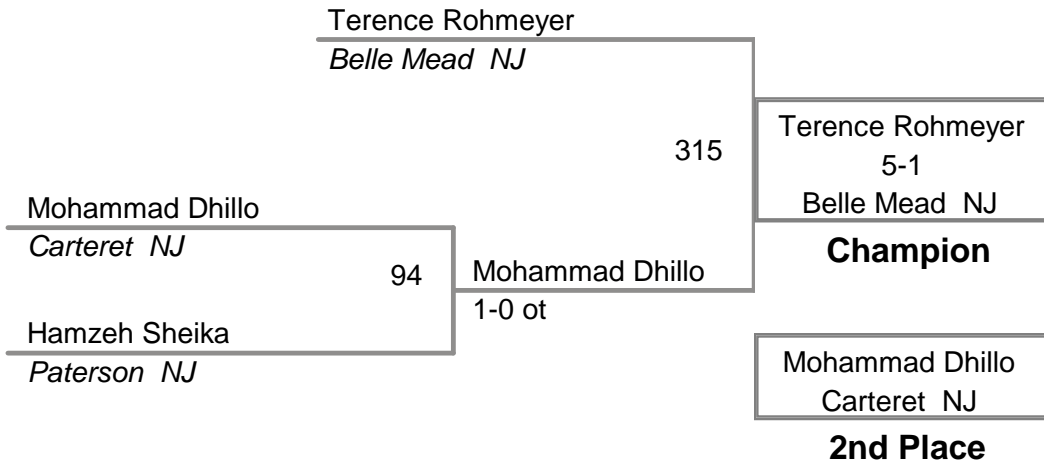 Terence Rohmeyer
Belle Mead NJ
315
Terence Rohmeyer
5-1
Belle Mead NJ
Champion
Mohammad Dhillo
Carteret NJ
94
Mohammad Dhillo
1-0 ot
Hamzeh Sheika
Paterson NJ
Mohammad Dhillo
Carteret NJ
2nd Place